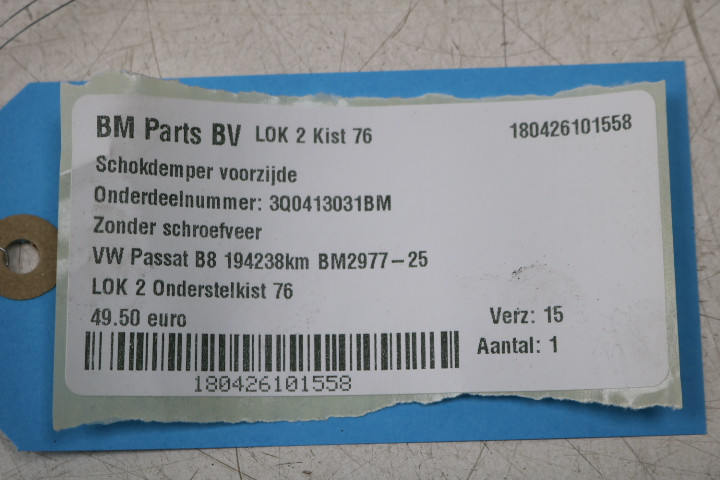 BM Parts BV LOK 2 Kist 76 180426101558
Schokdemper voorzijde
Onderdeelnummer: 3Q0413031BM
Zonder schroefveer
VW Passat B8 194238km BM2977-25
LOK 2 Onderstelkist 76
49.50 euro Verz: 15
Aantal: 1
180426101558